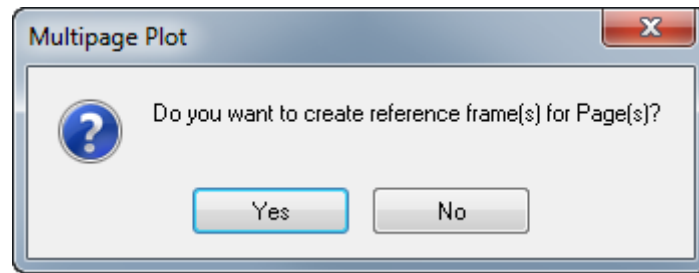 Multipage Plot
Do you want to create reference frame(s) for Page(s)?
Yes No